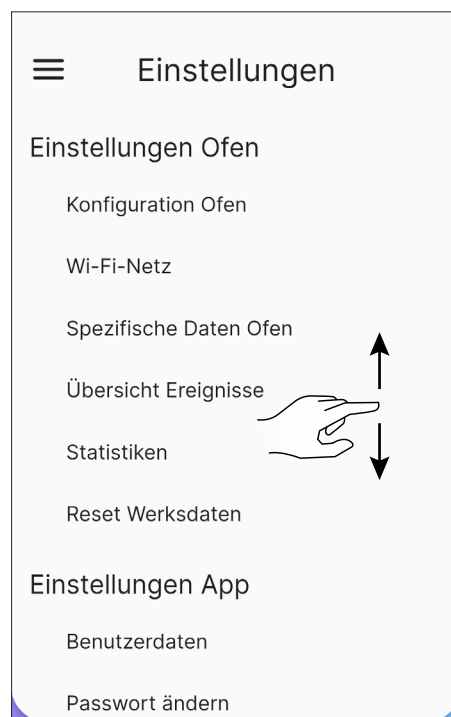 Einstellungen
Einstellungen Ofen
Konfiguration Ofen
Wi-Fi-Netz
Spezifische Daten Ofen
Übersicht Ereignisse
Statistiken
Reset Werksdaten
Einstellungen App
Benutzerdaten
Passwort ändern